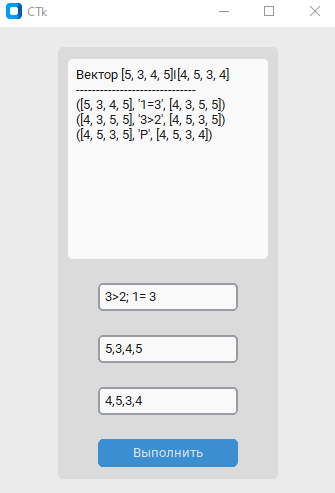 CTk
Вектор [5, 3, 4, 5]I[4, 5, 3, 4]
------------------------------
([5, 3, 4, 5], '1=3', [4, 3, 5, 5])
([4, 3, 5, 5], '3>2', [4, 5, 3, 5])
([4, 5, 3, 5], 'P', [4, 5, 3, 4])
3>2; 1= 3
5,3,4,5
4,5,3,4
Выполнить